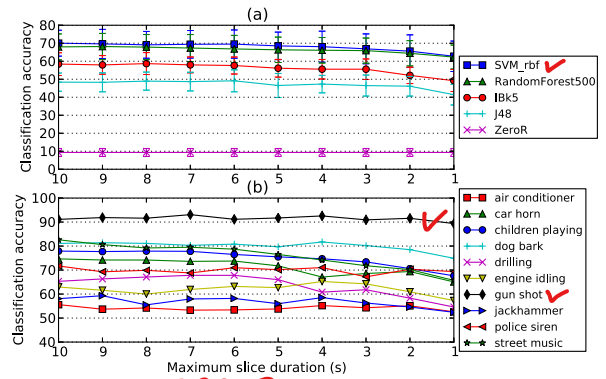 (a)
Classification accuracy
80
70
60
50
40
30
20
10
0
10 9 8 7 6 5 4 3 2 1
SVM_rbf
RandomForest500
IBk5
J48
ZeroR
(b)
Classification accuracy
100
90
80
70
60
50
40
10 9 8 7 6 5 4 3 2 1
Maximum slice duration (s)
air conditioner
car horn
children playing
dog bark
drilling
engine idling
gun shot
jackhammer
police siren
street music